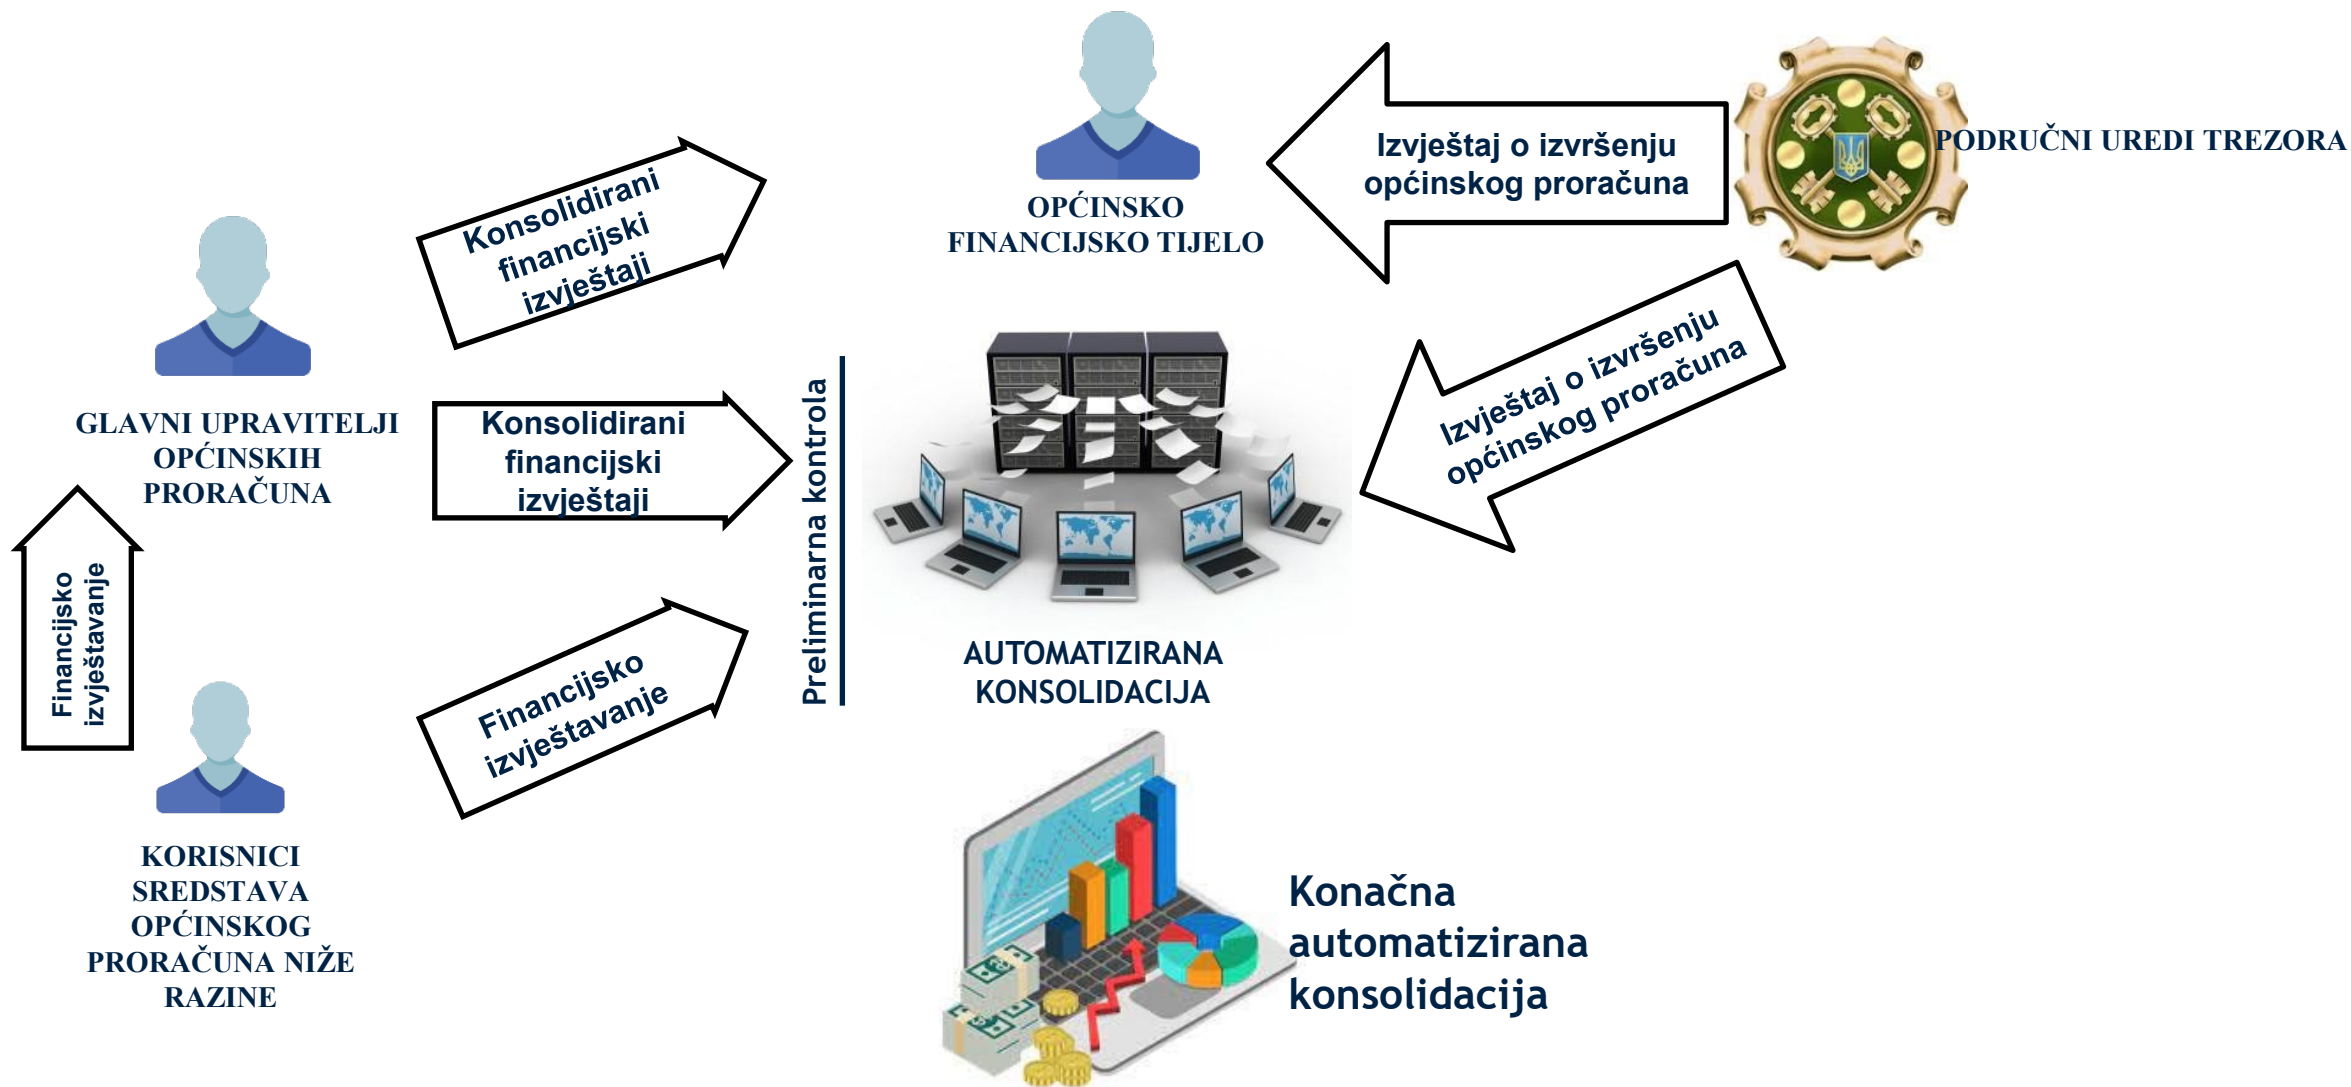 Konsolidirani
financijski
izvještaji
OPĆINSKO
FINANCIJSKO TIJELO
Izvještaj o izvršenju
općinskog proračuna
PODRUČNI UREDI TREZORA
GLAVNI UPRAVITELJI
OPĆINSKIH
PRORAČUNA
Konsolidirani
financijski
izvještaji
Preliminarna kontrola
Izvještaj o izvršenju
općinskog proračuna
Financijsko
izvještavanje
Financijsko
izvještavanje
AUTOMATIZIRANA
KONSOLIDACIJA
KORISNICI
SREDSTAVA
OPĆINSKOG
PRORAČUNA NIŽE
RAZINE
Konačna
automatizirana
konsolidacija